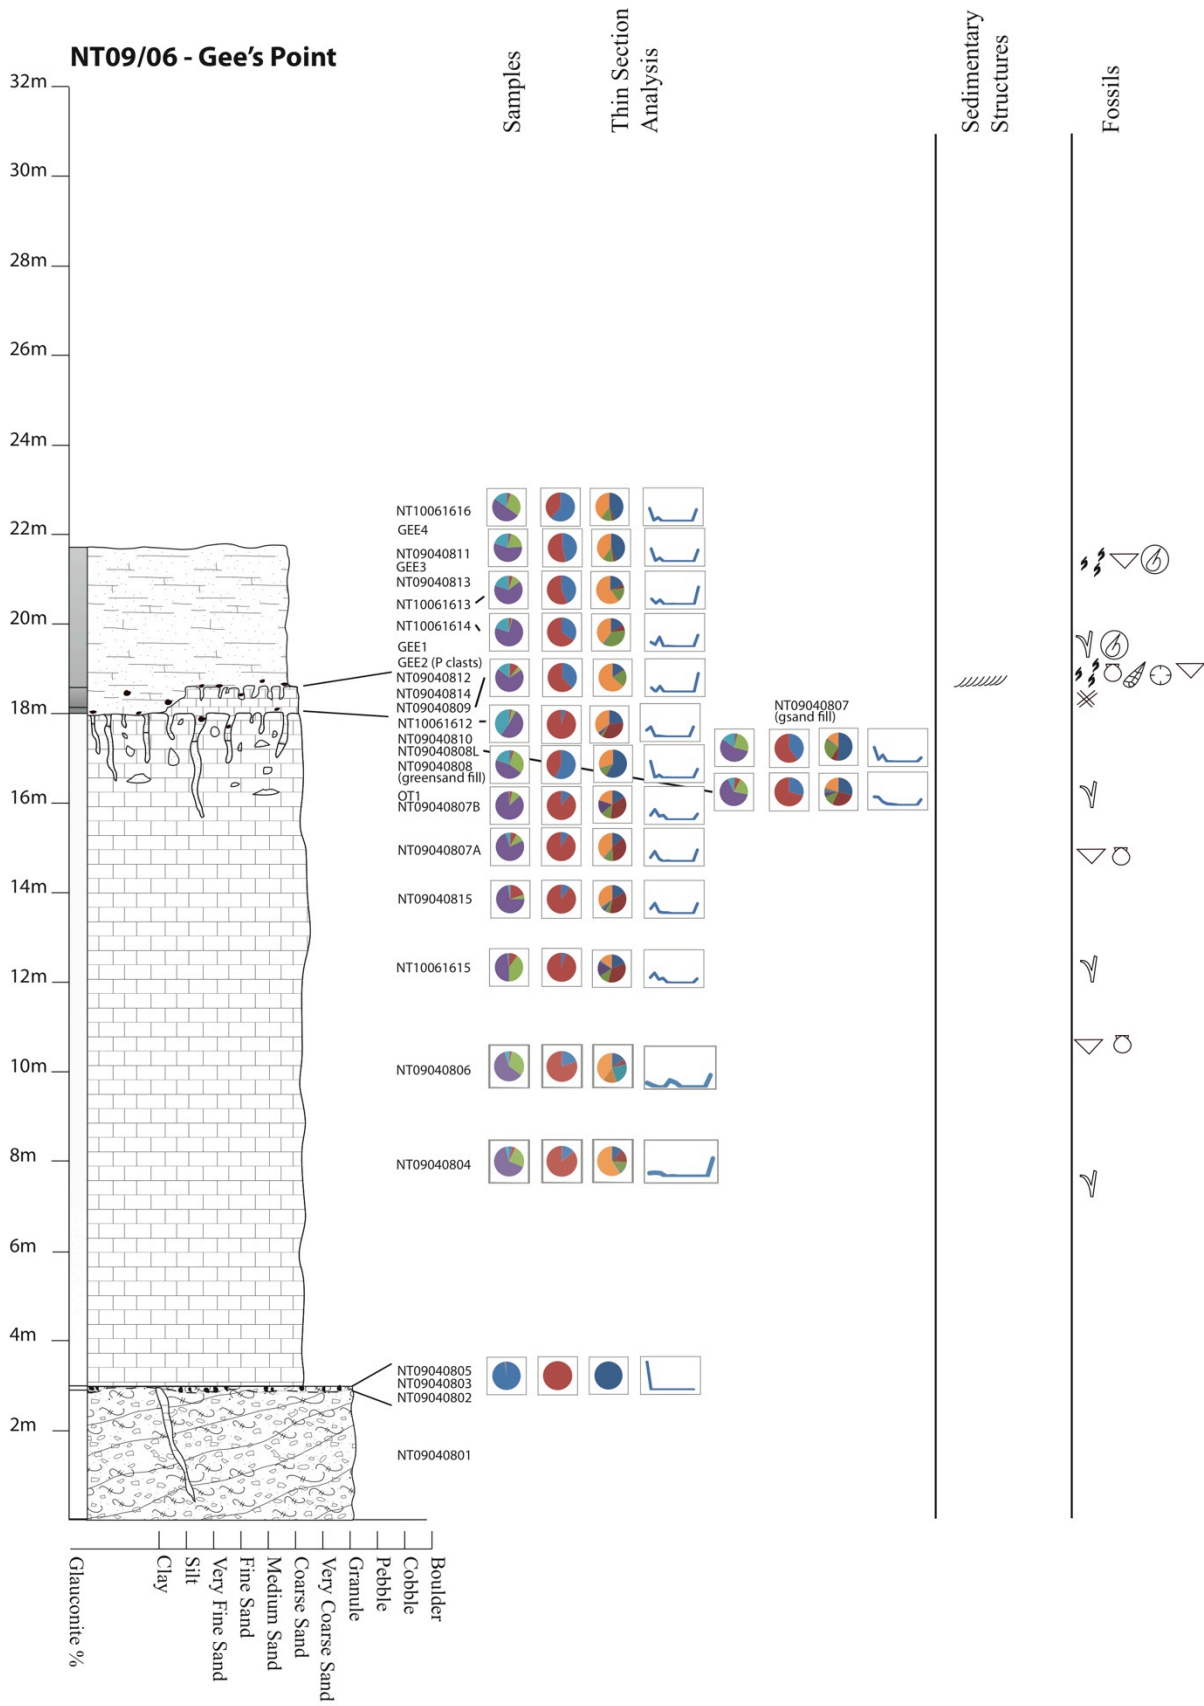 NT09/06 - Gee's Point
Samples
Thin Section
Analysis
Sedimentary
Structures
Fossils
32m
30m
28m
26m
24m
22m
20m
18m
16m
14m
12m
10m
8m
6m
4m
2m
NT10061616
GEE4
NT09040811
GEE3
NT09040813
NT10061613
NT10061614
GEE1
GEE2 (P clasts)
NT09040812
NT09040814
NT09040809
NT10061612
NT09040810
NT09040808L
NT09040808
(greensand fill)
OT1
NT09040807B
NT09040807A
NT09040815
NT10061615
NT09040806
NT09040804
NT09040805
NT09040803
NT09040802
NT09040801
NT09040807
(gsand fill)
Glauconite %
Clay
Silt
Very Fine Sand
Fine Sand
Medium Sand
Coarse Sand
Very Coarse Sand
Granule
Pebble
Cobble
Boulder